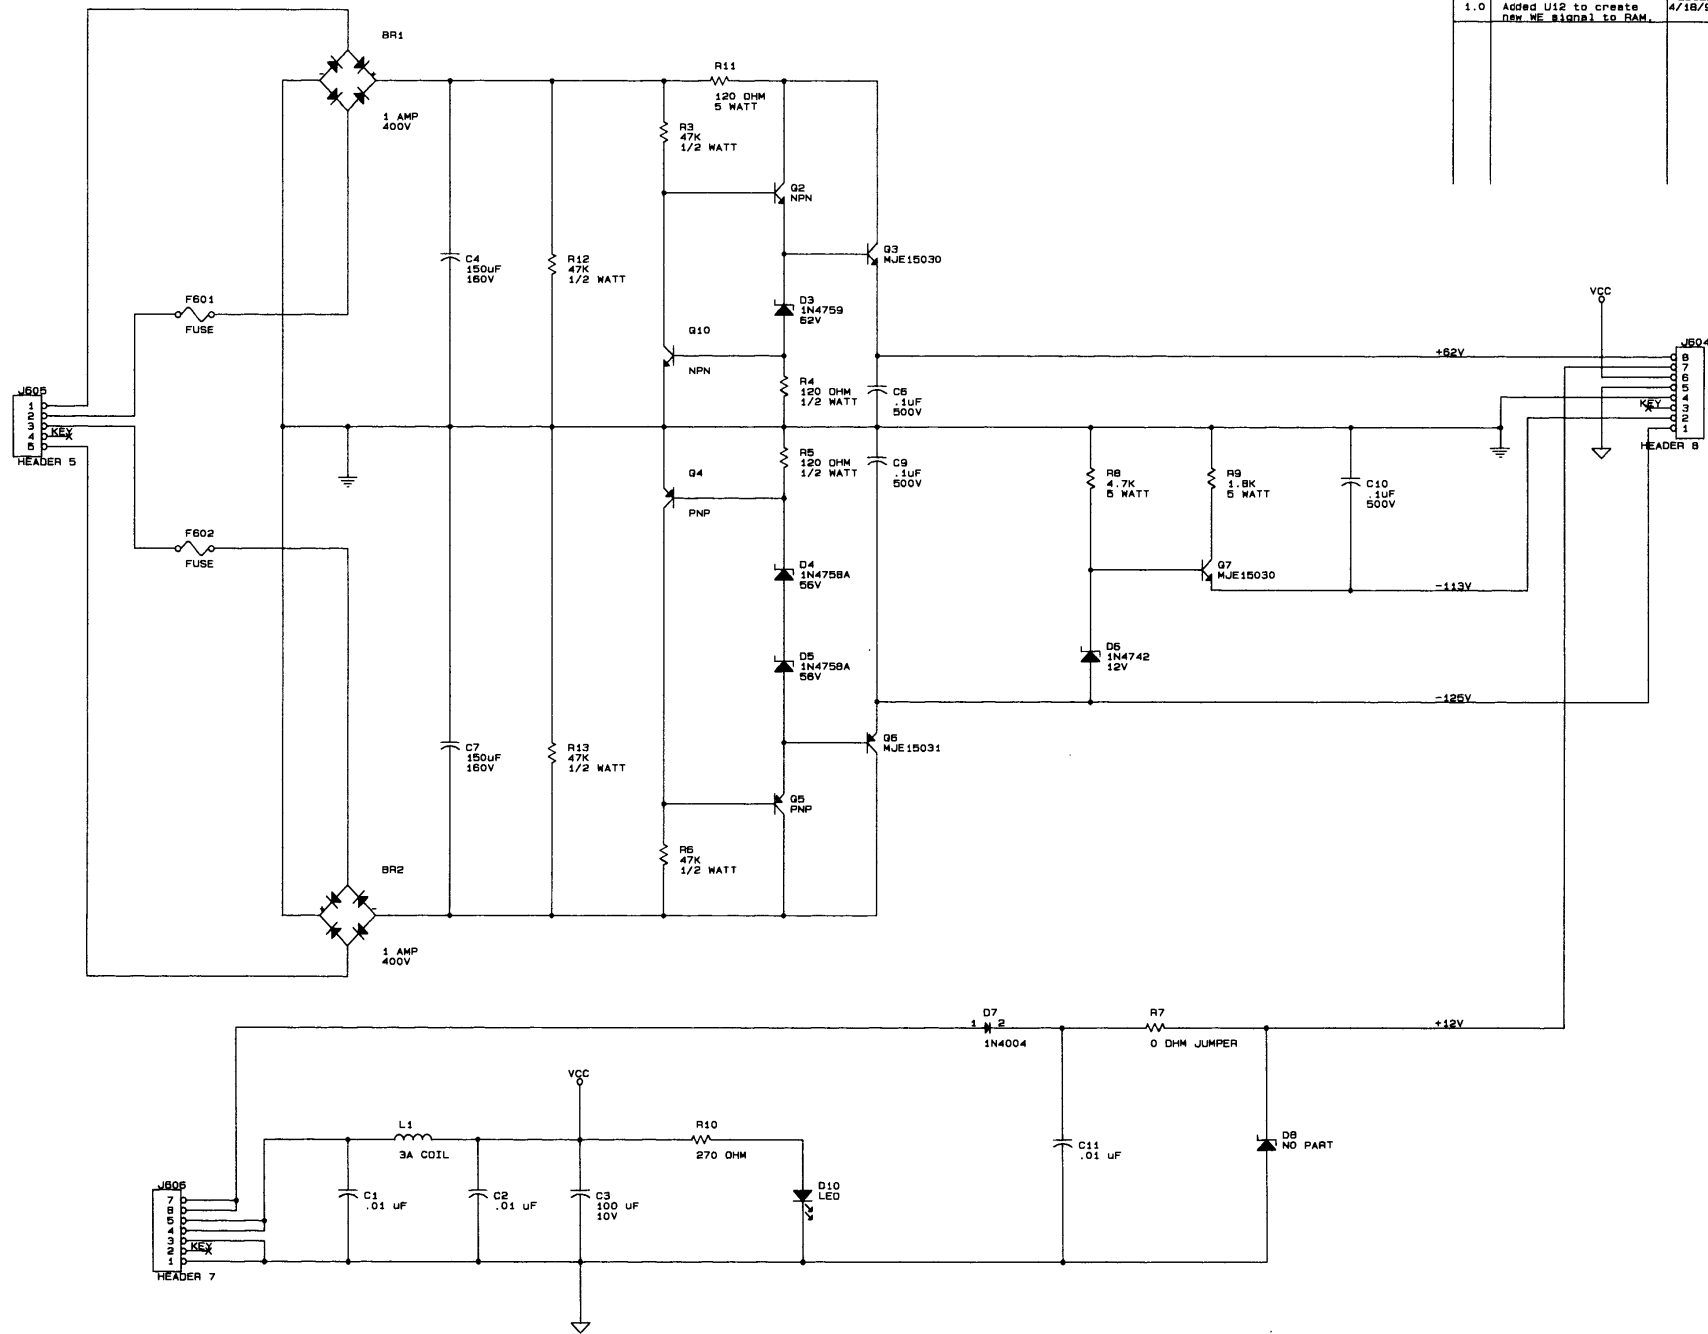 1.0 Added U12 to create
new WE signal to RAM.
BR1
1 AMP
400V
R11
120 OHM
5 WATT
R3
47K
1/2 WATT
Q2
NPN
Q3
MJE15030
C4
150uF
160V
R12
47K
1/2 WATT
D3
1N4759
62V
F601
FUSE
Q10
NPN
VCC
J604
+62V
8
7
6
5
4
KEY 3
2
1
HEADER 8
R4
120 OHM
1/2 WATT
C6
.1uF
500V
J605
1
2
3
4 KEY
5
HEADER 5
R5
120 OHM
1/2 WATT
C9
.1uF
500V
Q4
PNP
R8
4.7K
5 WATT
R9
1.8K
5 WATT
C10
.1uF
500V
F602
FUSE
D4
1N4758A
56V
Q7
MJE15030
-113V
D5
1N4758A
56V
D6
1N4742
12V
-125V
C7
150uF
160V
R13
47K
1/2 WATT
Q6
MJE15031
Q5
PNP
R6
47K
1/2 WATT
BR2
1 AMP
400V
D7
1 2
1N4004
R7
0 OHM JUMPER
+12V
VCC
L1
3A COIL
R10
270 OHM
C11
.01 uF
D8
NO PART
C1
.01 uF
C2
.01 uF
C3
100 uF
10V
D10
LED
J606
7
6
5
4
3
2 KEY
1
HEADER 7